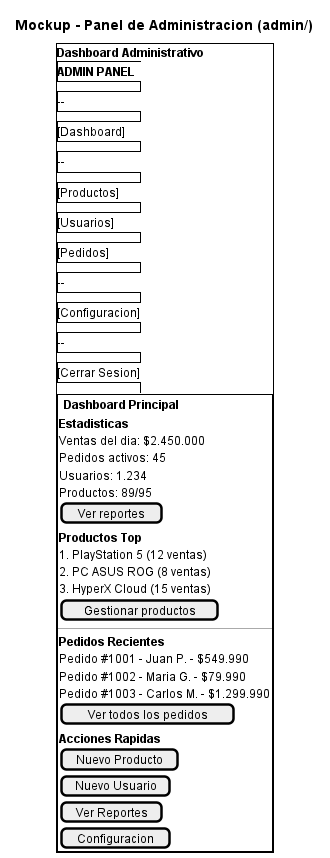 Mockup - Panel de Administracion (admin/)
Dashboard Administrativo
ADMIN PANEL
--
[Dashboard]
--
[Productos]
[Usuarios]
[Pedidos]
--
[Configuracion]
--
[Cerrar Sesion]
Dashboard Principal
Estadisticas
Ventas del dia: $2.450.000
Pedidos activos: 45
Usuarios: 1.234
Productos: 89/95
Ver reportes
Productos Top
1. PlayStation 5 (12 ventas)
2. PC ASUS ROG (8 ventas)
3. HyperX Cloud (15 ventas)
Gestionar productos
Pedidos Recientes
Pedido #1001 - Juan P. - $549.990
Pedido #1002 - Maria G. - $79.990
Pedido #1003 - Carlos M. - $1.299.990
Ver todos los pedidos
Acciones Rapidas
Nuevo Producto
Nuevo Usuario
Ver Reportes
Configuracion